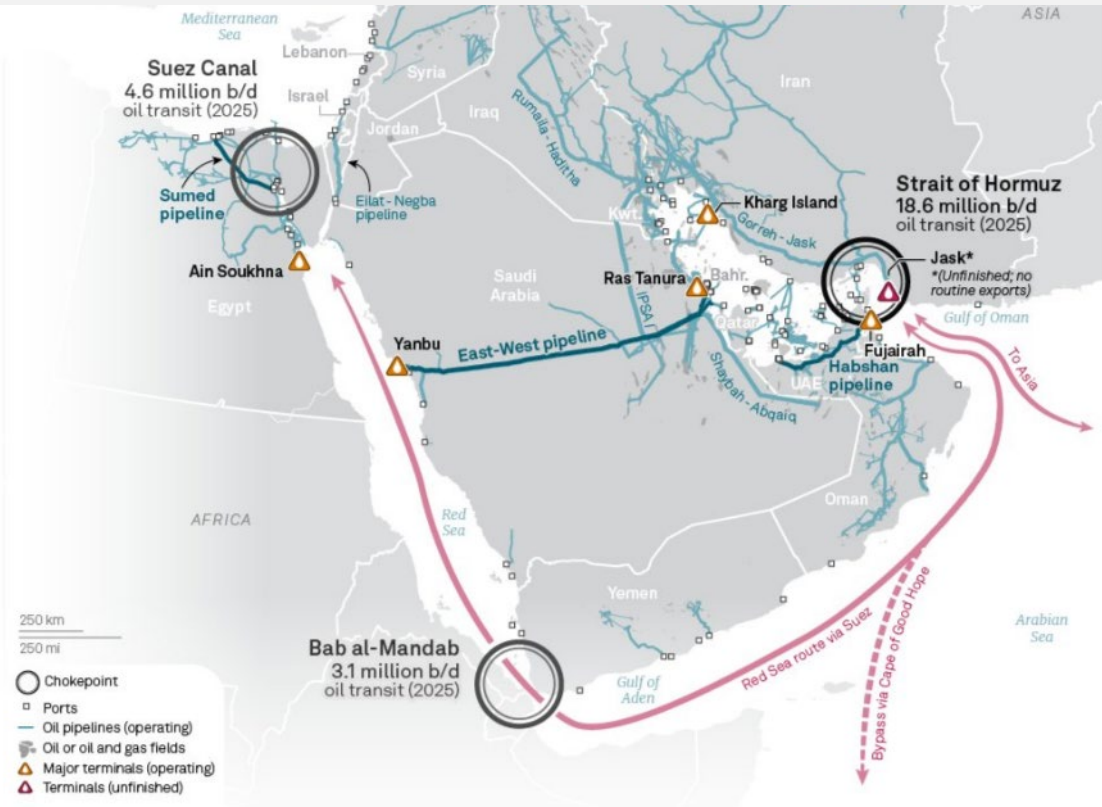 Mediterranean
Sea
ASIA
Lebanon
Syria
Iran
Suez Canal
4.6 million b/d
oil transit (2025)
Israel
Iraq
Jordan
Rumaila - Haditha
Sumed
pipeline
Eilat - Negba
pipeline
Kwt.
Kharg Island
Gorreh - Jask
Strait of Hormuz
18.6 million b/d
oil transit (2025)
Jask*
*(Unfinished; no
routine exports)
Ain Soukhna
Egypt
Saudi
Arabia
Ras Tanura
Bahr.
IPSA
Qatar
Gulf of Oman
Yanbu
East-West pipeline
Fujairah
Habshan
pipeline
UAE
Shaybah - Abqaiq
To Asia
AFRICA
Red
Sea
Oman
Yemen
250 km
250 mi
Bab al-Mandab
3.1 million b/d
oil transit (2025)
Gulf of
Aden
Red Sea route via Suez
Bypass via Cape of Good Hope
Arabian
Sea
Chokepoint
Ports
Oil pipelines (operating)
Oil or oil and gas fields
Major terminals (operating)
Terminals (unfinished)